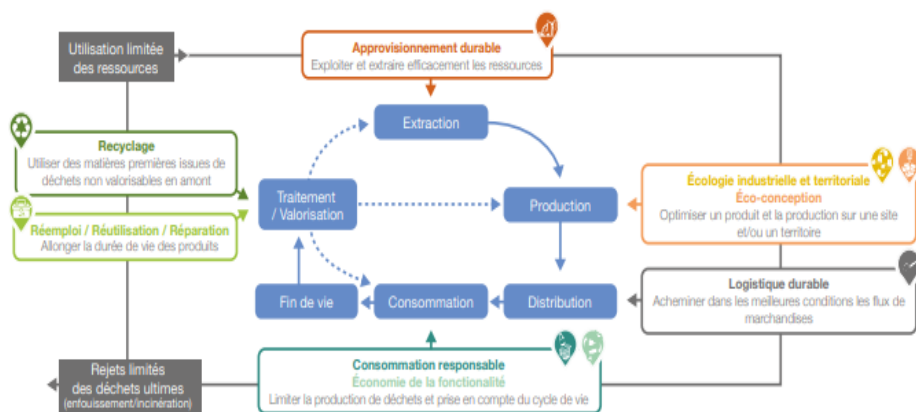 Utilisation limitée
des ressources
Approvisionnement durable
Exploiter et extraire efficacement les ressources
Extraction
Recyclage
Utiliser des matières premières issues de
déchets non valorisables en amont
Traitement
/ Valorisation
Production
Écologie industrielle et territoriale
Éco-conception
Optimiser un produit et la production sur une site
et/ou un territoire
Réemploi / Réutilisation / Réparation
Allonger la durée de vie des produits
Logistique durable
Acheminer dans les meilleures conditions les flux de
marchandises
Fin de vie
Consommation
Distribution
Consommation responsable
Économie de la fonctionalité
Limiter la production de déchets et prise en compte du cycle de vie
Rejets limités
des déchets ultimes
(enfouissement/incinération)